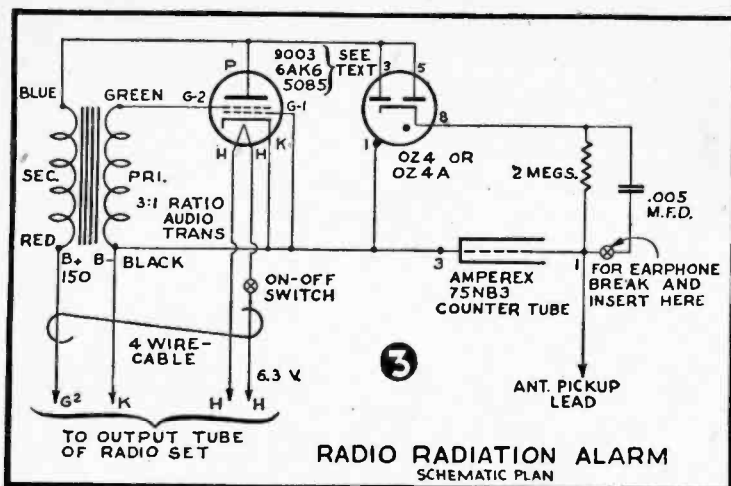 P
9003
6AK6
5085
SEE
TEXT
3
5
BLUE
GREEN
G-2
G-1
8
H
H
K
1
OZ4 OR
OZ4A
SEC.
PRI.
2 MEGS.
.005
M.F.D.
3:1 RATIO
AUDIO
TRANS
RED
B+
150
B-
BLACK
3
1
ON-OFF
SWITCH
AMPEREX
75NB3
COUNTER TUBE
FOR EARPHONE
BREAK AND
INSERT HERE
4 WIRE-
CABLE
3
6.3 V.
ANT. PICKUP
LEAD
G2
K
H
H
TO OUTPUT TUBE
OF RADIO SET
RADIO RADIATION ALARM
SCHEMATIC PLAN